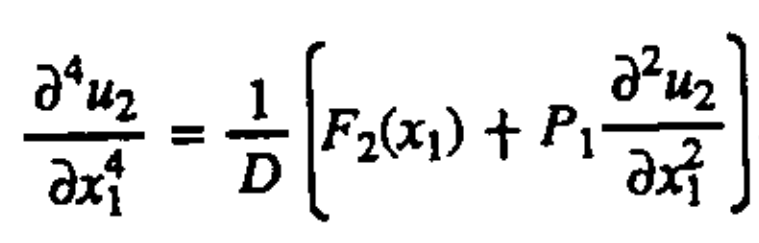 ∂⁴u₂/∂x₁⁴ = 1/D (F₂(x₁) + P₁ ∂²u₂/∂x₁²)